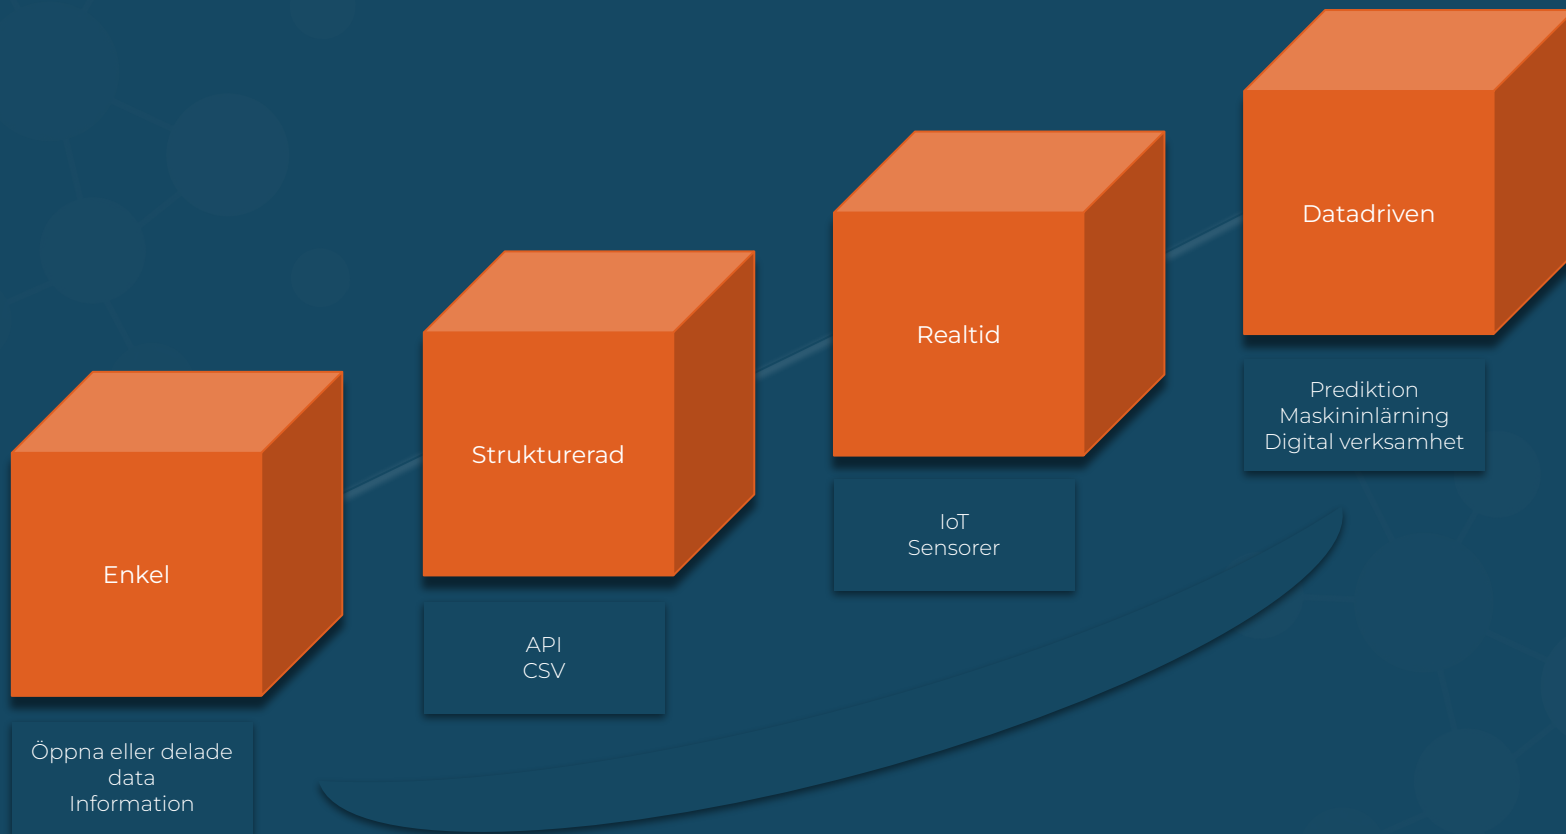 Enkel
Öppna eller delade
data
Information
Strukturerad
API
CSV
Realtid
IoT
Sensorer
Datadriven
Prediktion
Maskininlärning
Digital verksamhet